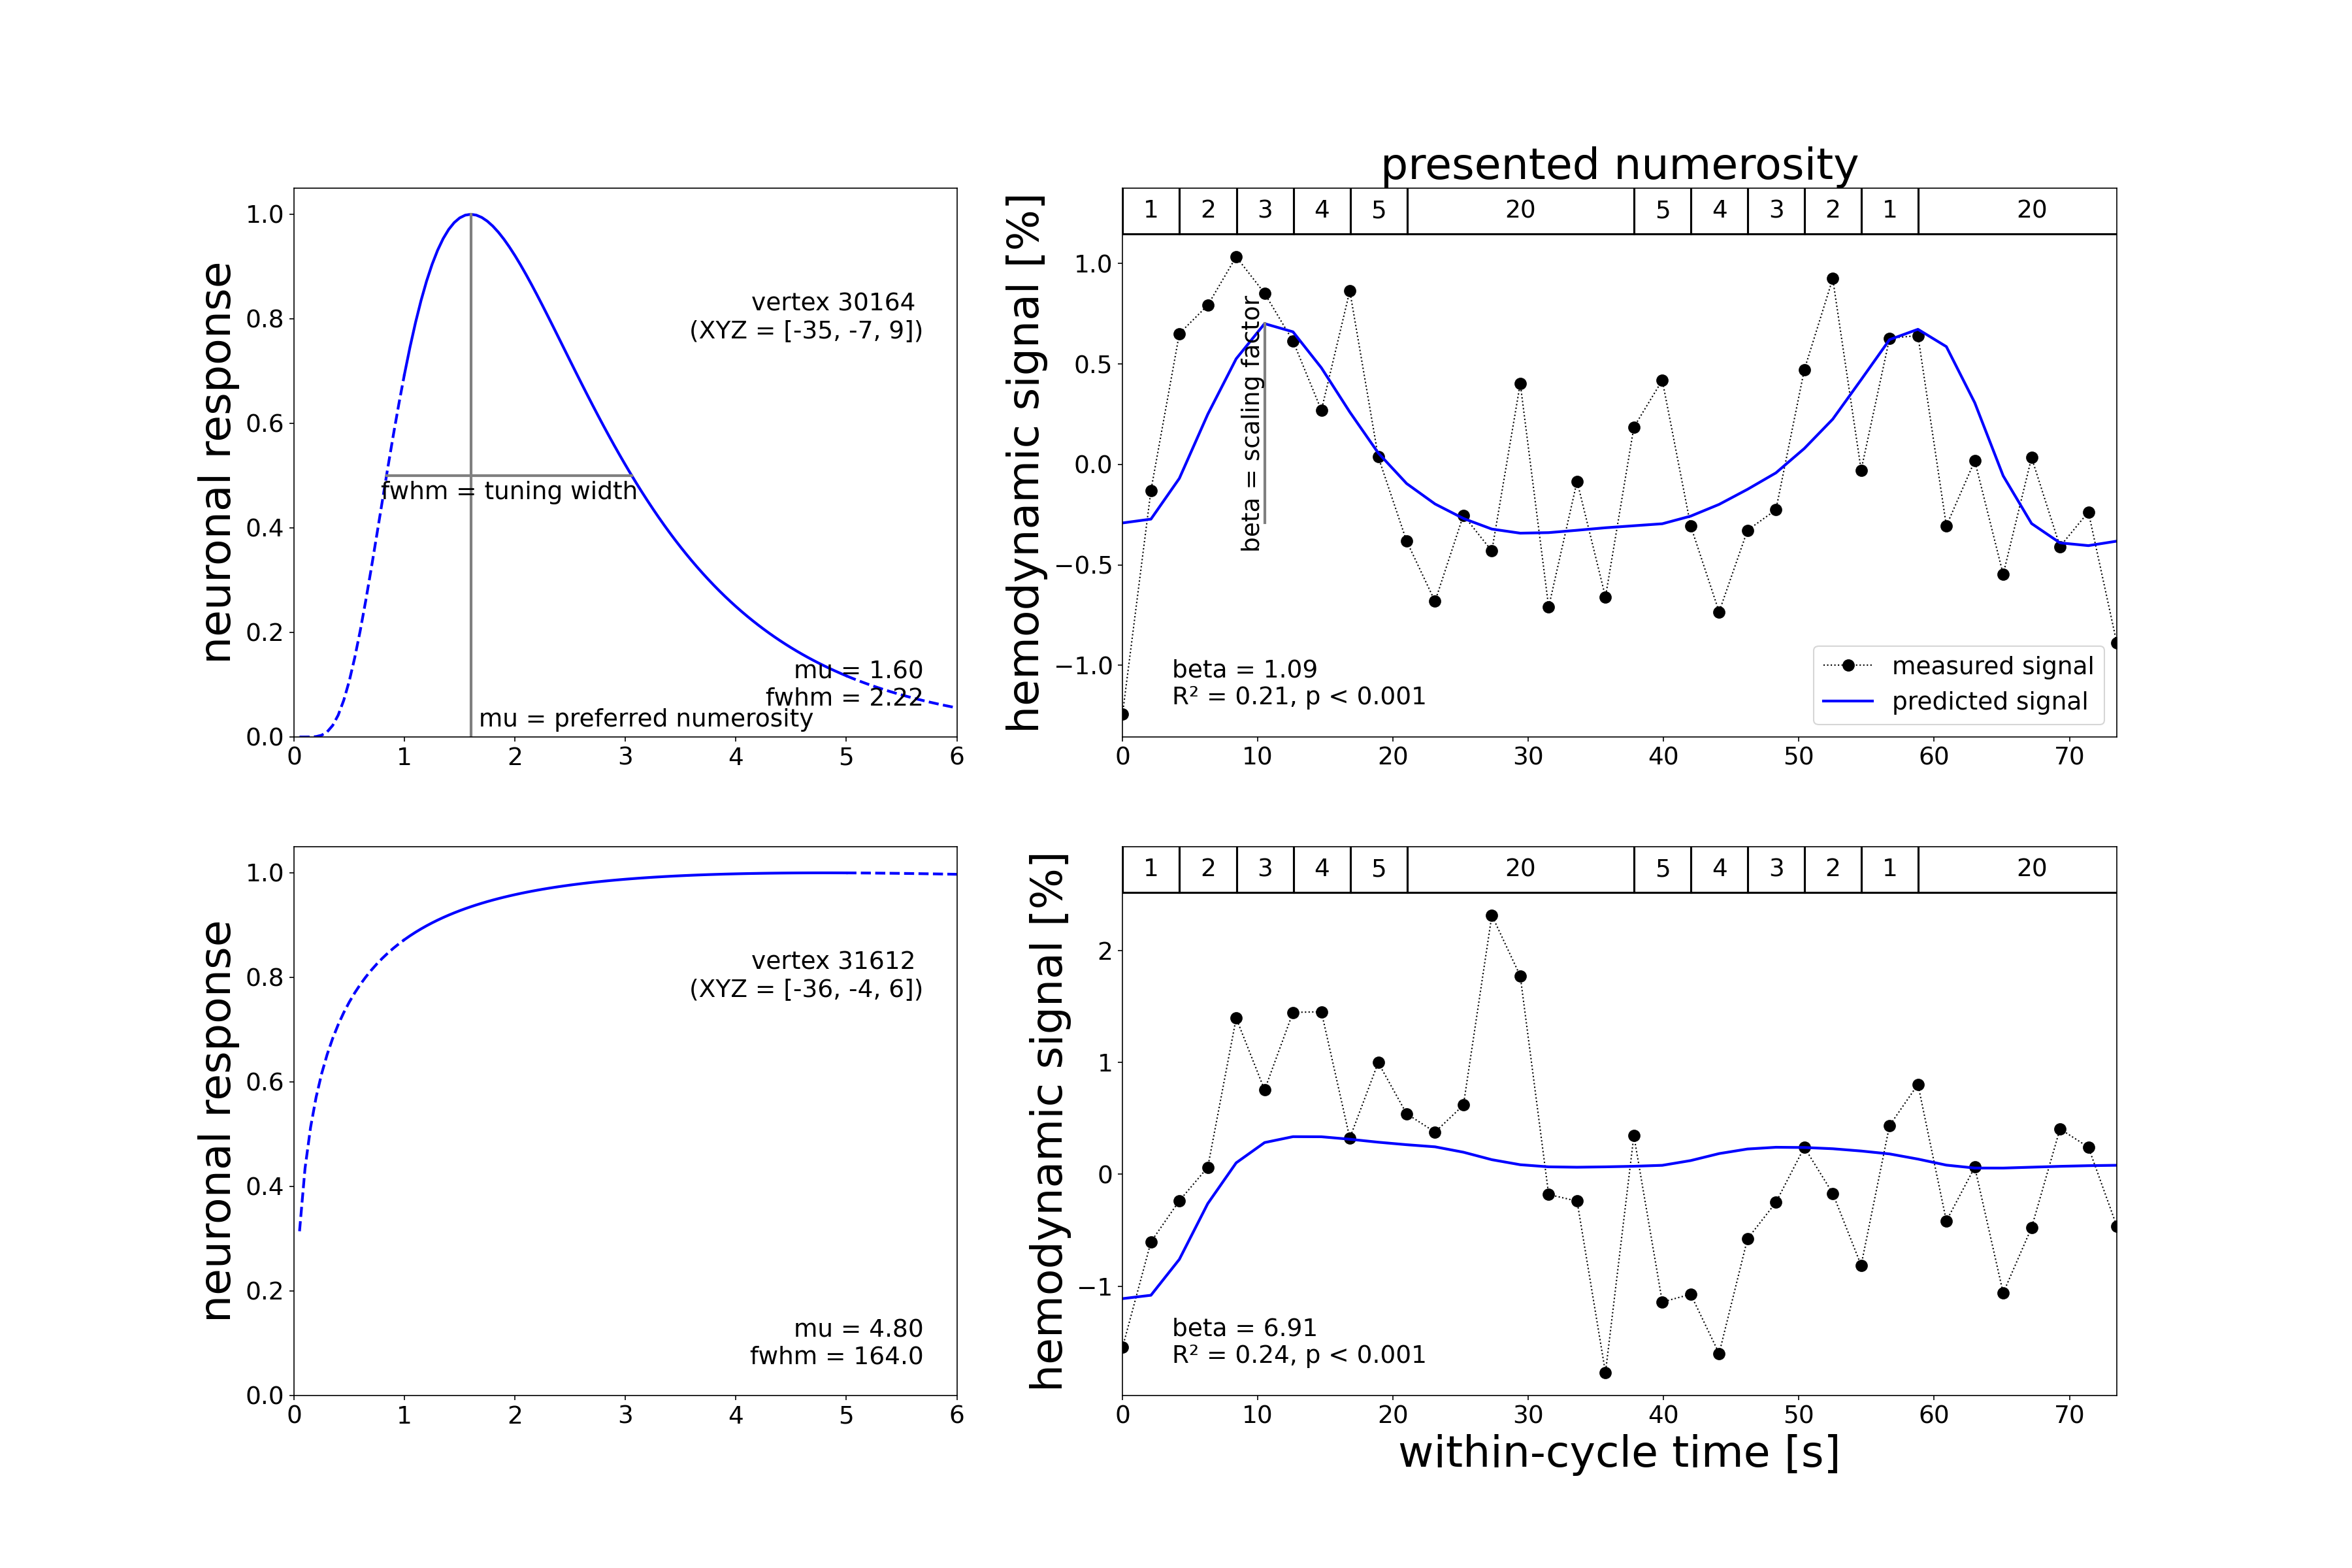 presented numerosity
neuronal response
1.0
0.8
0.6
0.4
0.2
0.0
0 1 2 3 4 5 6
vertex 30164
(XYZ = [-35, -7, 9])
fwhm = tuning width
mu = 1.60
fwhm = 2.22
mu = preferred numerosity
hemodynamic signal [%]
1 2 3 4 5 20 5 4 3 2 1 20
1.0
0.5
0.0
−0.5
−1.0
beta = scaling factor
beta = 1.09
R² = 0.21, p < 0.001
measured signal
predicted signal
0 10 20 30 40 50 60 70
neuronal response
1.0
0.8
0.6
0.4
0.2
0.0
0 1 2 3 4 5 6
vertex 31612
(XYZ = [-36, -4, 6])
mu = 4.80
fwhm = 164.0
hemodynamic signal [%]
1 2 3 4 5 20 5 4 3 2 1 20
2
1
0
−1
beta = 6.91
R² = 0.24, p < 0.001
0 10 20 30 40 50 60 70
within-cycle time [s]